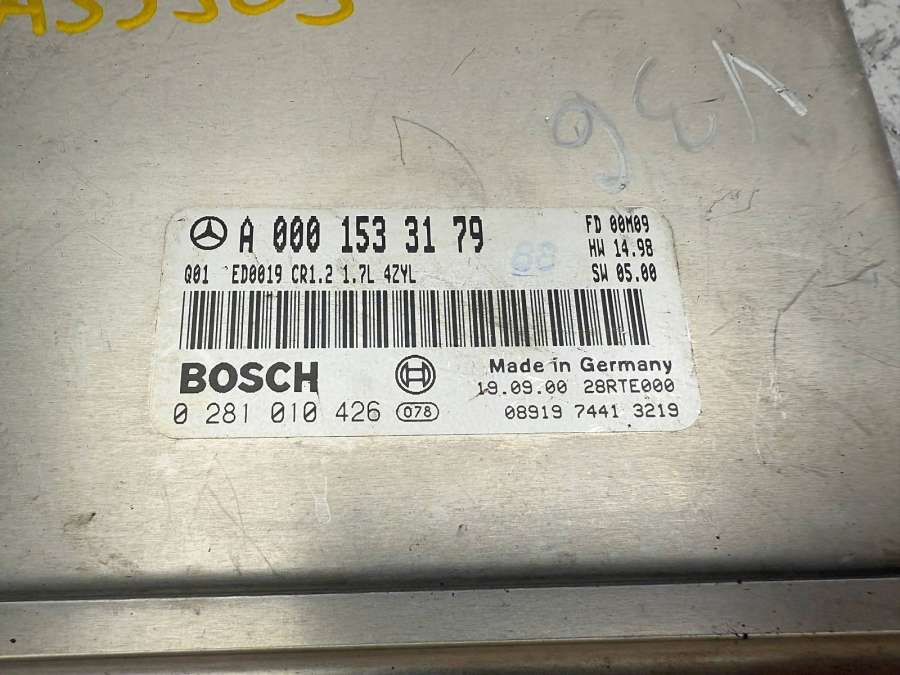 A 000 153 31 79
FD 00M09
HW 14.98
Q01 ED0019 CR1.2 1.7L 4ZYL
SW 05.00
88
BOSCH
Made in Germany
19.09.00 28RTE000
0 281 010 426 078
08919 7441 3219